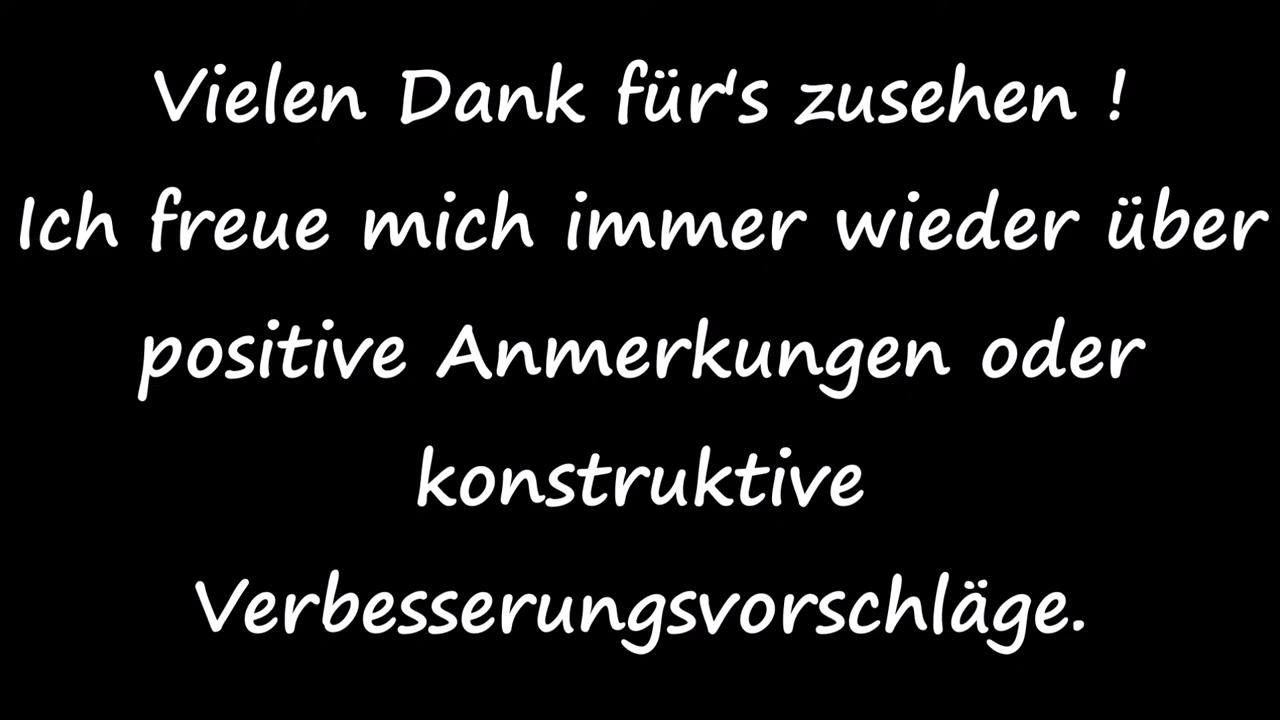 Vielen Dank für's zusehen !
Ich freue mich immer wieder über
positive Anmerkungen oder
konstruktive
Verbesserungsvorschläge.